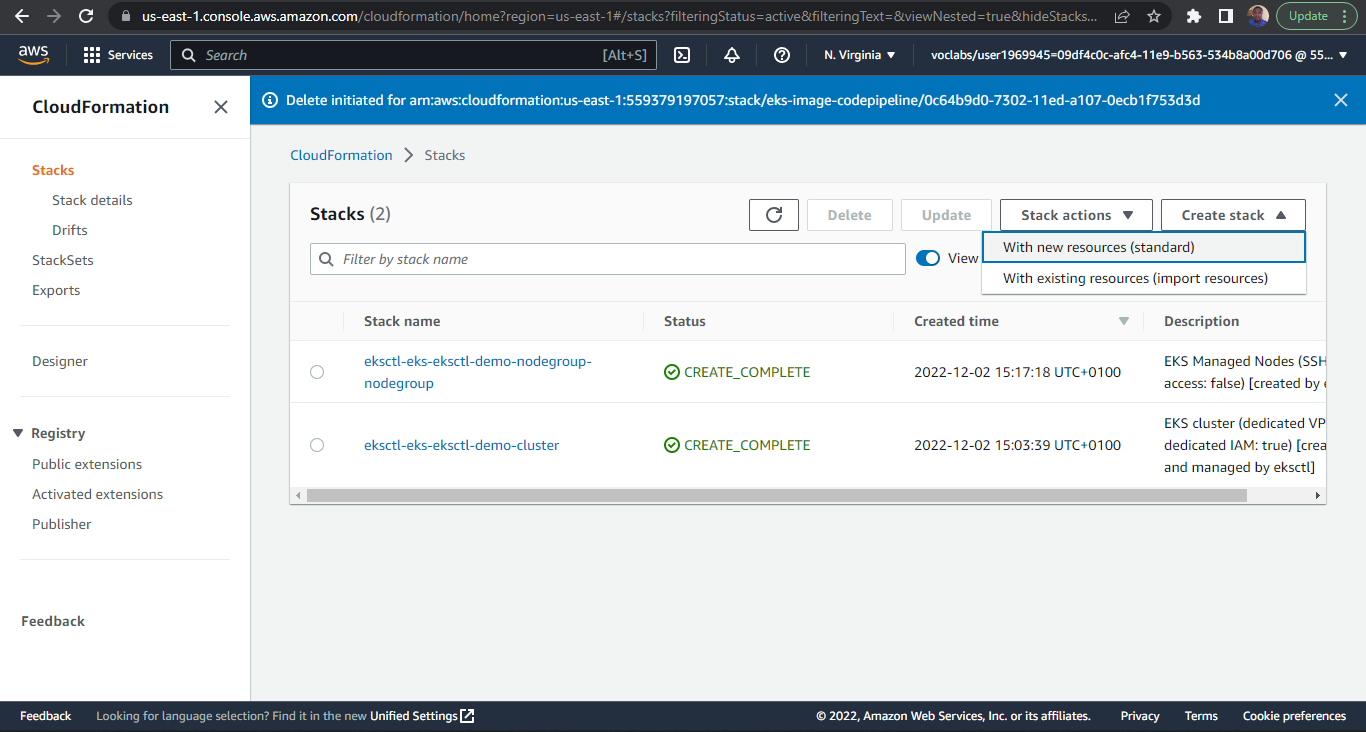 us-east-1.console.aws.amazon.com/cloudformation/home?region=us-east-1#/stacks?filteringStatus=active&filteringText=&viewNested=true&hideStacks...
Update
aws
Services
Search
[Alt+S]
N. Virginia
voclabs/user1969945=09df4c0c-afc4-11e9-b563-534b8a00d706 @ 55...
CloudFormation
Delete initiated for arn:aws:cloudformation:us-east-1:559379197057:stack/eks-image-codepipeline/0c64b9d0-7302-11ed-a107-0ecb1f753d3d
Stacks
Stack details
Drifts
StackSets
Exports
Designer
Registry
Public extensions
Activated extensions
Publisher
Feedback
CloudFormation
Stacks
Stacks (2)
Delete
Update
Stack actions
Create stack
With new resources (standard)
With existing resources (import resources)
Filter by stack name
View
Stack name
Status
Created time
Description
eksctl-eks-eksctl-demo-nodegroup-
nodegroup
CREATE_COMPLETE
2022-12-02 15:17:18 UTC+0100
EKS Managed Nodes (SSH
access: false) [created by e
eksctl-eks-eksctl-demo-cluster
CREATE_COMPLETE
2022-12-02 15:03:39 UTC+0100
EKS cluster (dedicated VP
dedicated IAM: true) [crea
and managed by eksctl]
Feedback
Looking for language selection? Find it in the new Unified Settings
© 2022, Amazon Web Services, Inc. or its affiliates.
Privacy
Terms
Cookie preferences